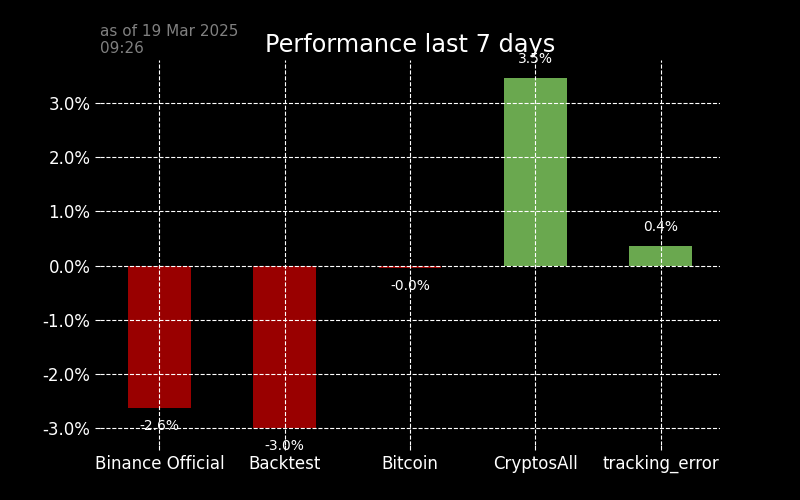 as of 19 Mar 2025
09:26
Performance last 7 days
3.5%
3.0%
2.0%
1.0%
0.4%
0.0%
-0.0%
-1.0%
-2.0%
-2.6%
-3.0%
-3.0%
Binance Official
Backtest
Bitcoin
CryptosAll
tracking_error